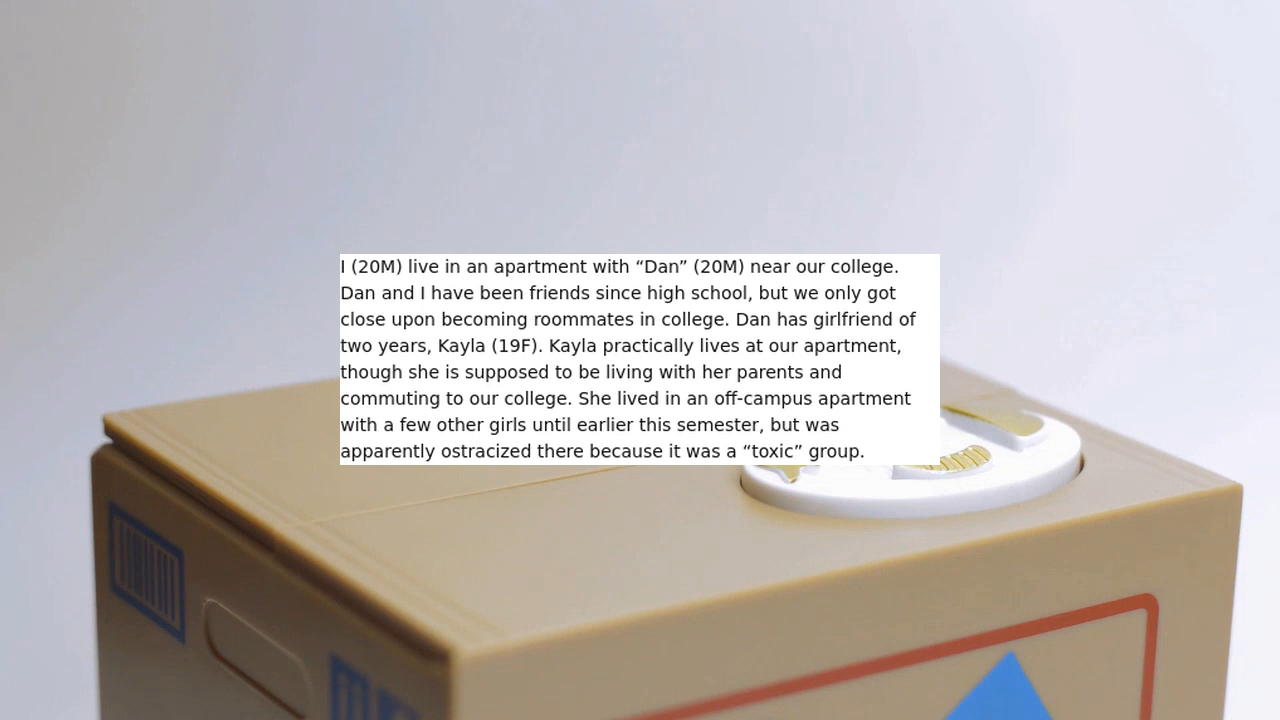 I (20M) live in an apartment with “Dan” (20M) near our college.
Dan and I have been friends since high school, but we only got
close upon becoming roommates in college. Dan has girlfriend of
two years, Kayla (19F). Kayla practically lives at our apartment,
though she is supposed to be living with her parents and
commuting to our college. She lived in an off-campus apartment
with a few other girls until earlier this semester, but was
apparently ostracized there because it was a “toxic” group.